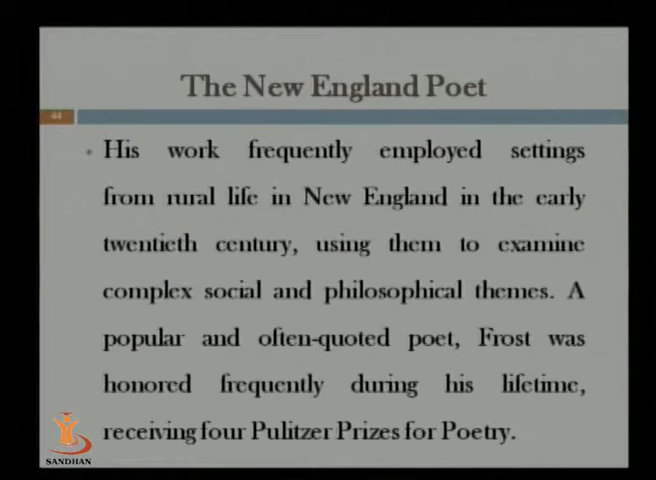 The New England Poet
44
• His work frequently employed settings
from rural life in New England in the early
twentieth century, using them to examine
complex social and philosophical themes. A
popular and often-quoted poet, Frost was
honored frequently during his lifetime,
receiving four Pulitzer Prizes for Poetry.
SANDHAN